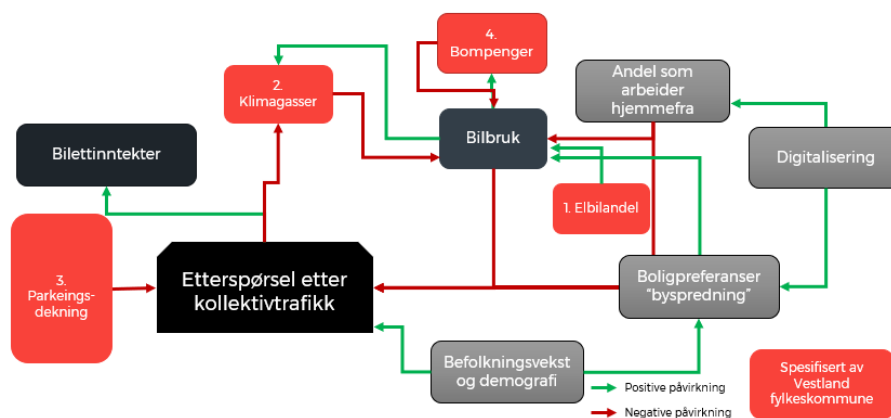 4.
Bompenger
2.
Klimagasser
Andel som
arbeider
hjemmefra
Bilettinntekter
Bilbruk
Digitalisering
1. Elbilandel
3.
Parkeings-
dekning
Etterspørsel etter
kollektivtrafikk
Boligpreferanser
“byspredning”
Befolkningsvekst
og demografi
Positive påvirkning
Negative påvirkning
Spesifisert av
Vestland
fylkeskommune